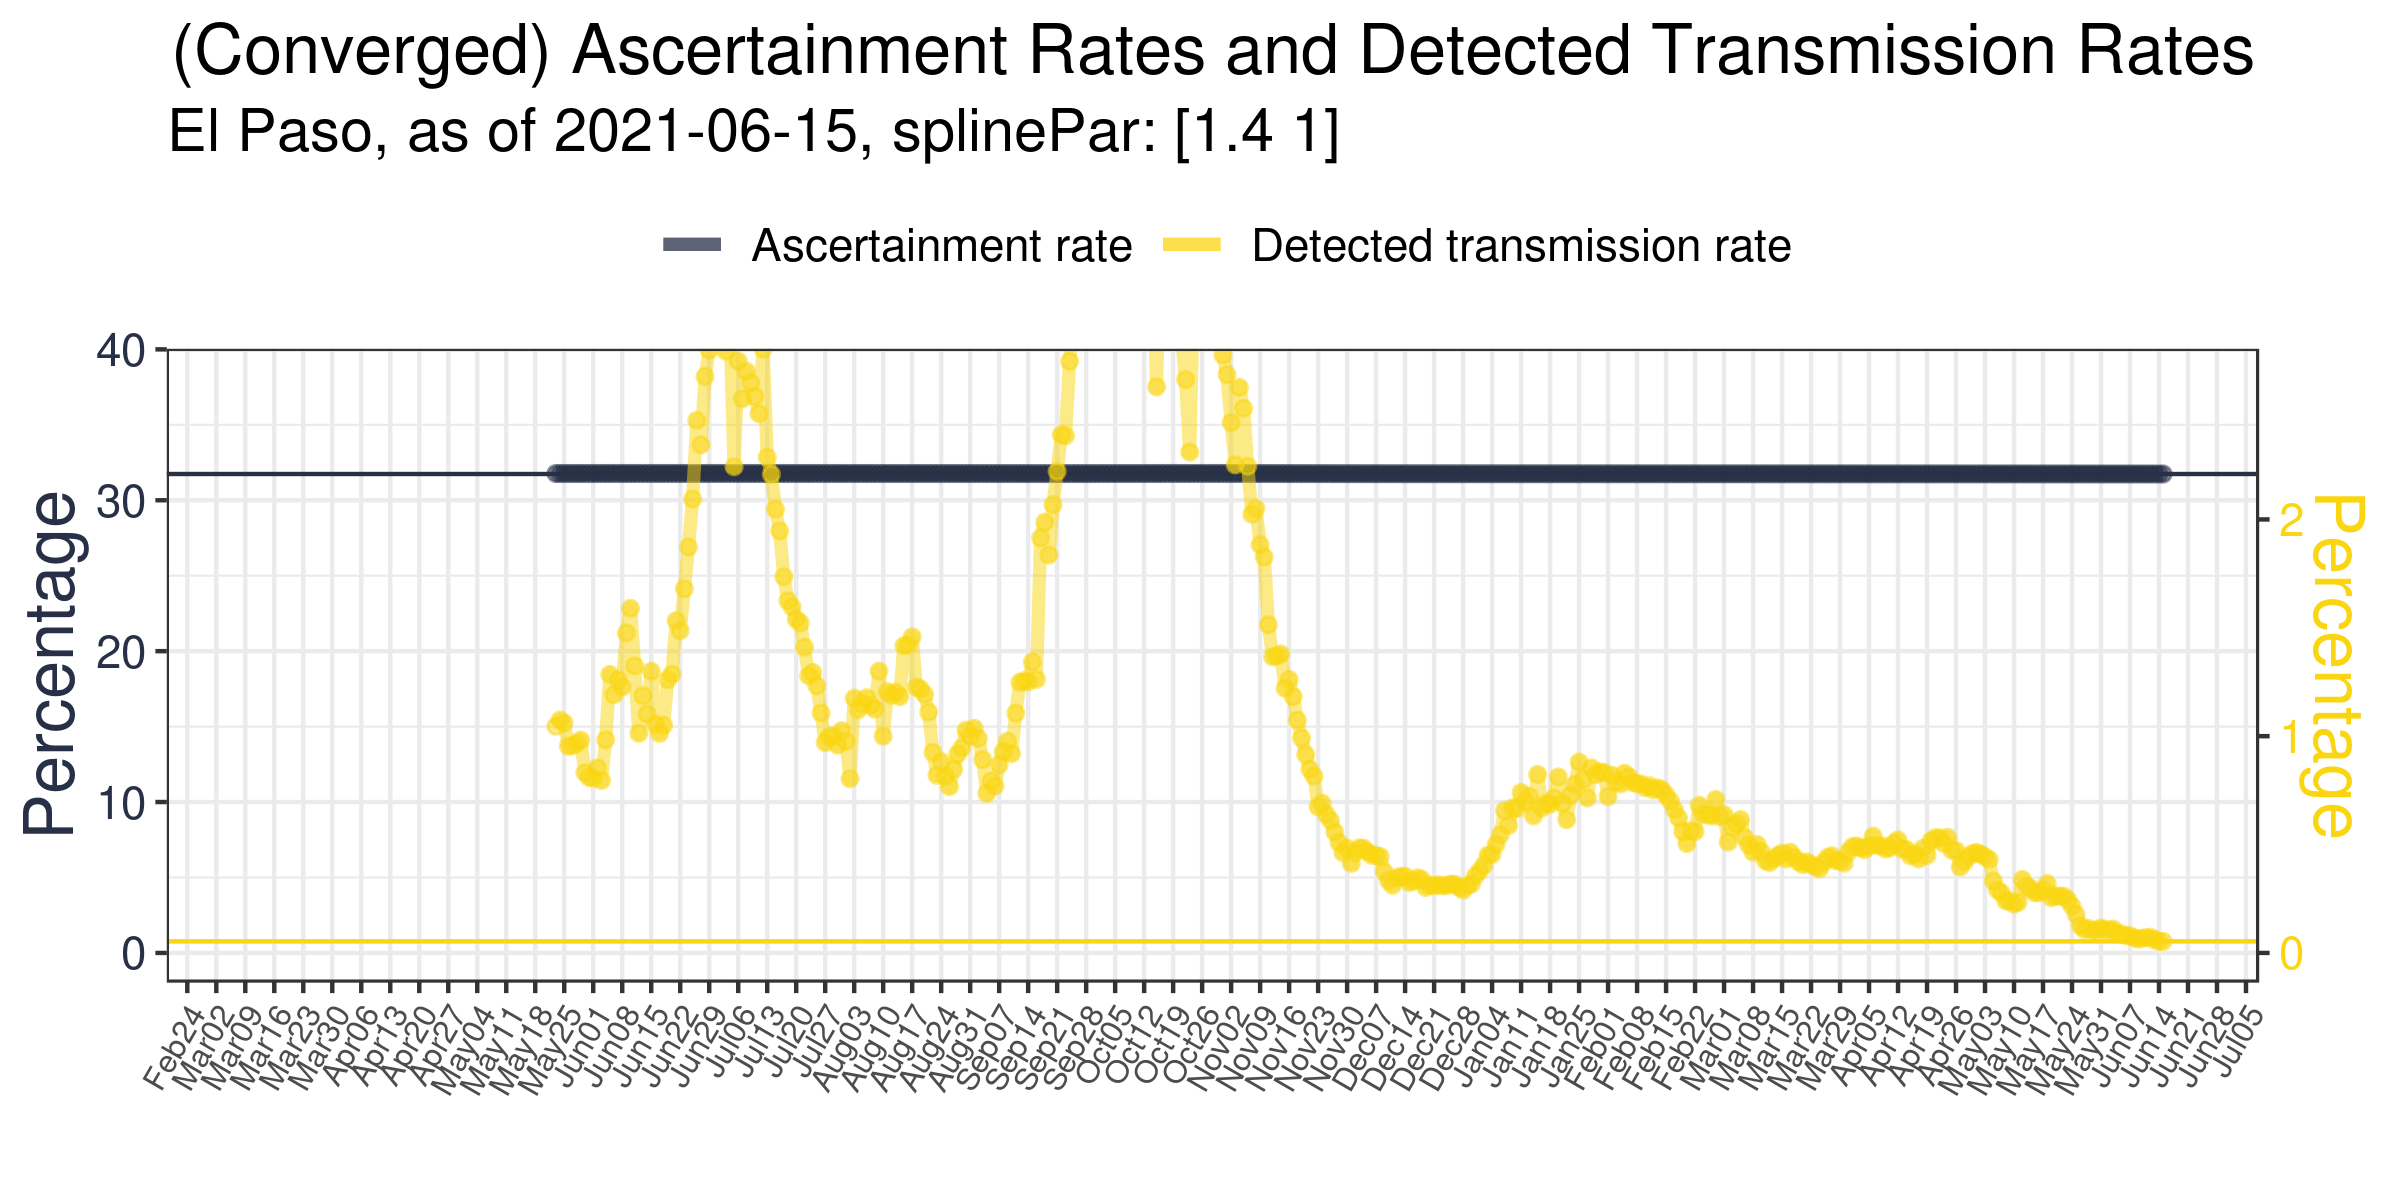 (Converged) Ascertainment Rates and Detected Transmission Rates
El Paso, as of 2021-06-15, splinePar: [1.4 1]
Ascertainment rate
Detected transmission rate
Percentage
40
30
20
10
0
2
1
0
Percentage
Feb24
Mar02
Mar09
Mar16
Mar23
Mar30
Apr06
Apr13
Apr20
Apr27
May04
May11
May18
May25
Jun01
Jun08
Jun15
Jun22
Jun29
Jul06
Jul13
Jul20
Jul27
Aug03
Aug10
Aug17
Aug24
Aug31
Sep07
Sep14
Sep21
Sep28
Oct05
Oct12
Oct19
Oct26
Nov02
Nov09
Nov16
Nov23
Nov30
Dec07
Dec14
Dec21
Dec28
Jan04
Jan11
Jan18
Jan25
Feb01
Feb08
Feb15
Feb22
Mar01
Mar08
Mar15
Mar22
Mar29
Apr05
Apr12
Apr19
Apr26
May03
May10
May17
May24
May31
Jun07
Jun14
Jun21
Jun28
Jul05